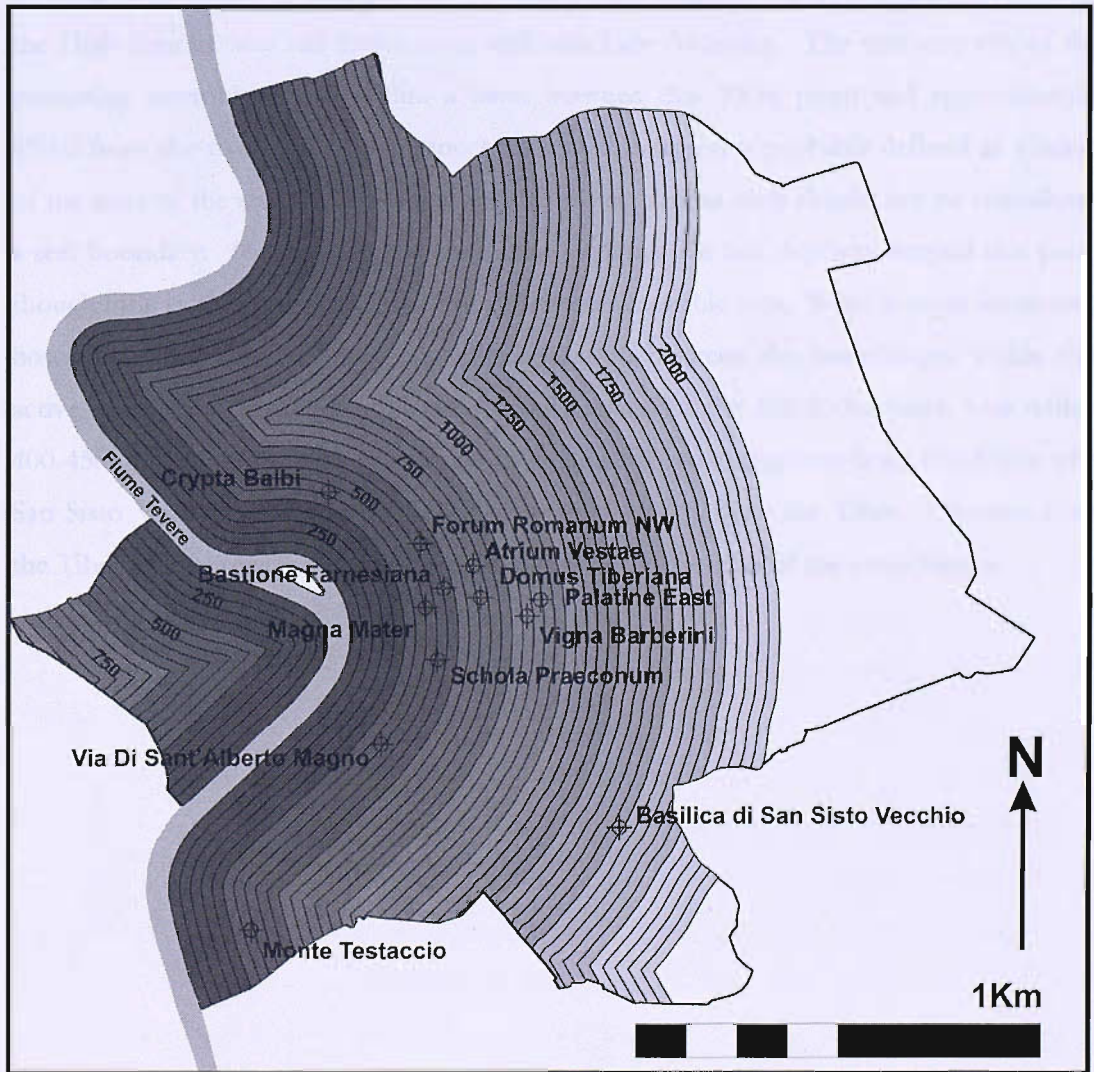 2000
1750
1500
1250
1000
750
500
250
Crypta Balbi
Fiume Tevere
Forum Romanum NW
Atrium Vestae
Bastione Farnesiana
Domus Tiberiana
Palatine East
250
Magna Mater
Vigna Barberini
500
750
Schola Praeconum
Via Di Sant'Alberto Magno
N
Basilica di San Sisto Vecchio
Monte Testaccio
1Km